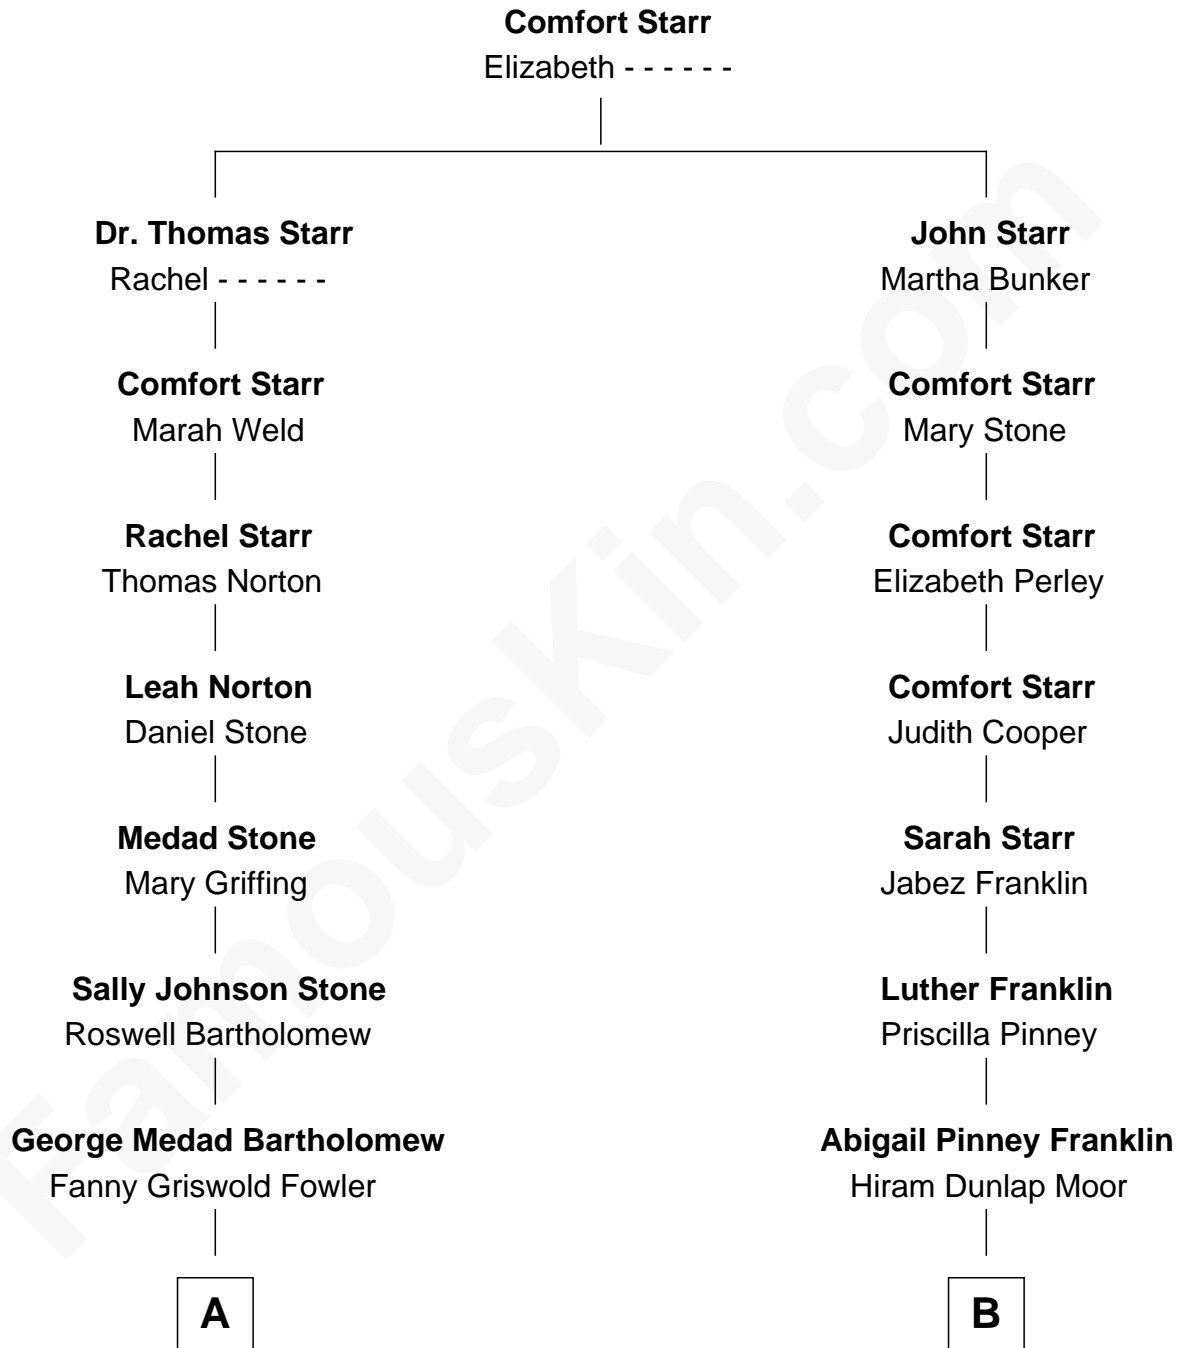 Comfort Starr
Elizabeth - - - - - -
Dr. Thomas Starr
Rachel - - - - - -
Comfort Starr
Marah Weld
Rachel Starr
Thomas Norton
Leah Norton
Daniel Stone
Medad Stone
Mary Griffing
Sally Johnson Stone
Roswell Bartholomew
George Medad Bartholomew
Fanny Griswold Fowler
A
John Starr
Martha Bunker
Comfort Starr
Mary Stone
Comfort Starr
Elizabeth Perley
Comfort Starr
Judith Cooper
Sarah Starr
Jabez Franklin
Luther Franklin
Priscilla Pinney
Abigail Pinney Franklin
Hiram Dunlap Moor
B
FamousKin.com